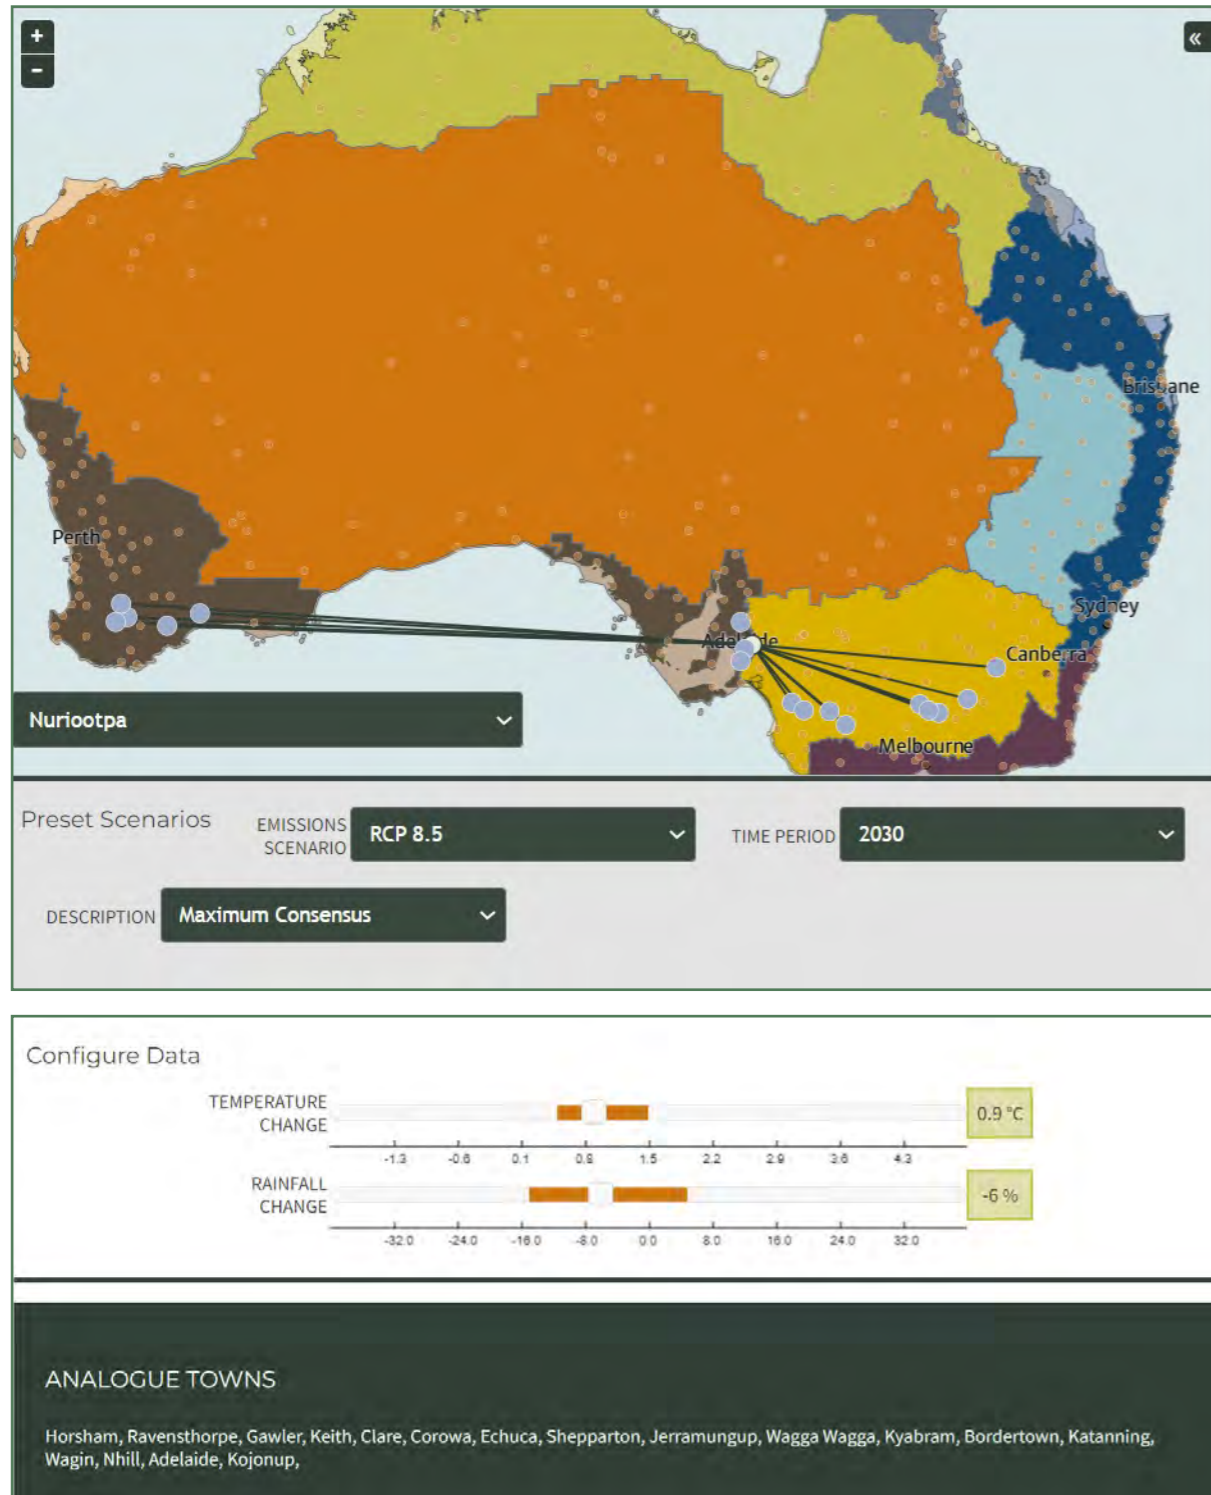 +
−
«
Brisbane
Perth
Sydney
Adelaide
Canberra
Nuriootpa
Melbourne
Preset Scenarios
EMISSIONS
SCENARIO
RCP 8.5
TIME PERIOD
2030
DESCRIPTION
Maximum Consensus
Configure Data
TEMPERATURE
CHANGE
0.9 °C
-1.3 -0.6 0.1 0.8 1.5 2.2 2.9 3.6 4.3
RAINFALL
CHANGE
-6 %
-32.0 -24.0 -16.0 -8.0 0.0 8.0 16.0 24.0 32.0
ANALOGUE TOWNS
Horsham, Ravensthorpe, Gawler, Keith, Clare, Corowa, Echuca, Shepparton, Jerramungup, Wagga Wagga, Kyabram, Bordertown, Katanning,
Wagin, Nhill, Adelaide, Kojonup,